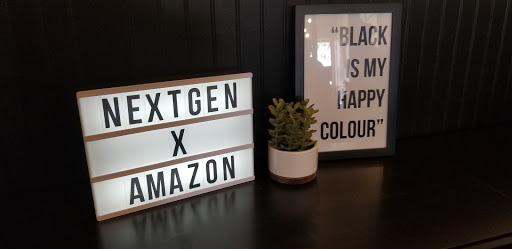 NEXTGEN
X
AMAZON
“BLACK
IS MY
HAPPY
COLOUR”